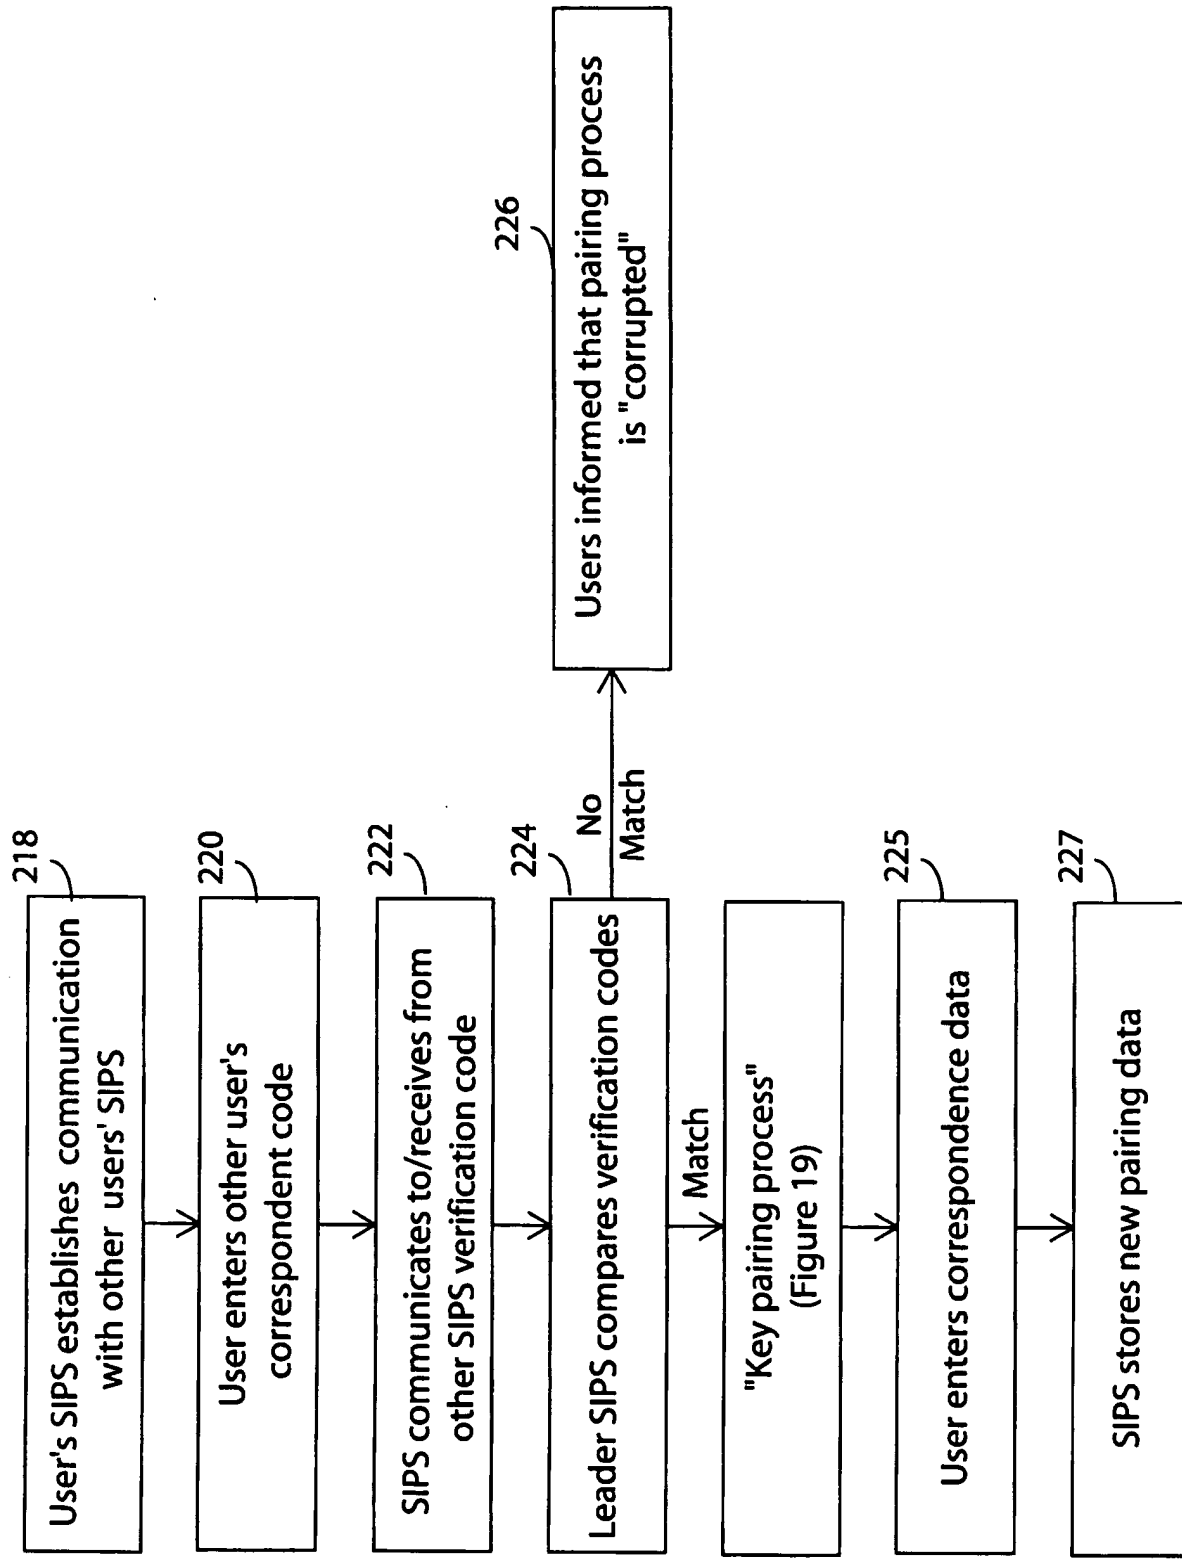 218
User's SIPS establishes communication
with other users' SIPS
220
User enters other user's
correspondent code
222
SIPS communicates to/receives from
other SIPS verification code
224
Leader SIPS compares verification codes
No
Match
226
Users informed that pairing process
is "corrupted"
Match
"Key pairing process"
(Figure 19)
225
User enters correspondence data
227
SIPS stores new pairing data